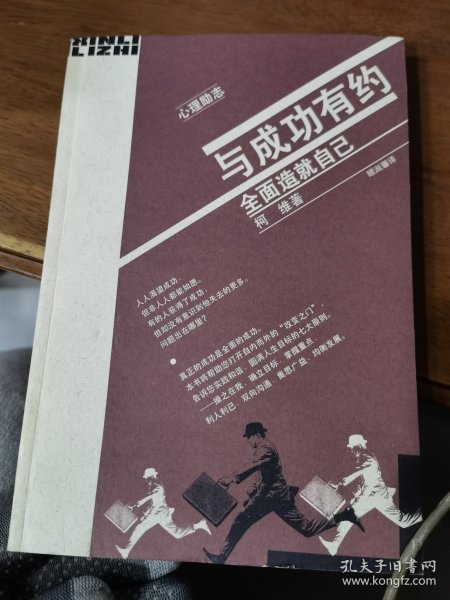 XINLI
LIZHI
心理励志
与成功有约
全面造就自己
柯 维著
顾淑馨译
人人渴望成功，
但非人人都能如愿。
有的人获得了成功，
但却没有意识到他失去的更多。
问题出在哪里？
真正的成功是全面的成功。
本书将帮助您打开自内而外的“改变之门”，
告诉您实践和谐、圆满人生目标的七大原则。
——操之在我、确立目标、掌握重点、
利人利己、双向沟通、集思广益、均衡发展。
孔夫子旧书网
www.kongfz.com